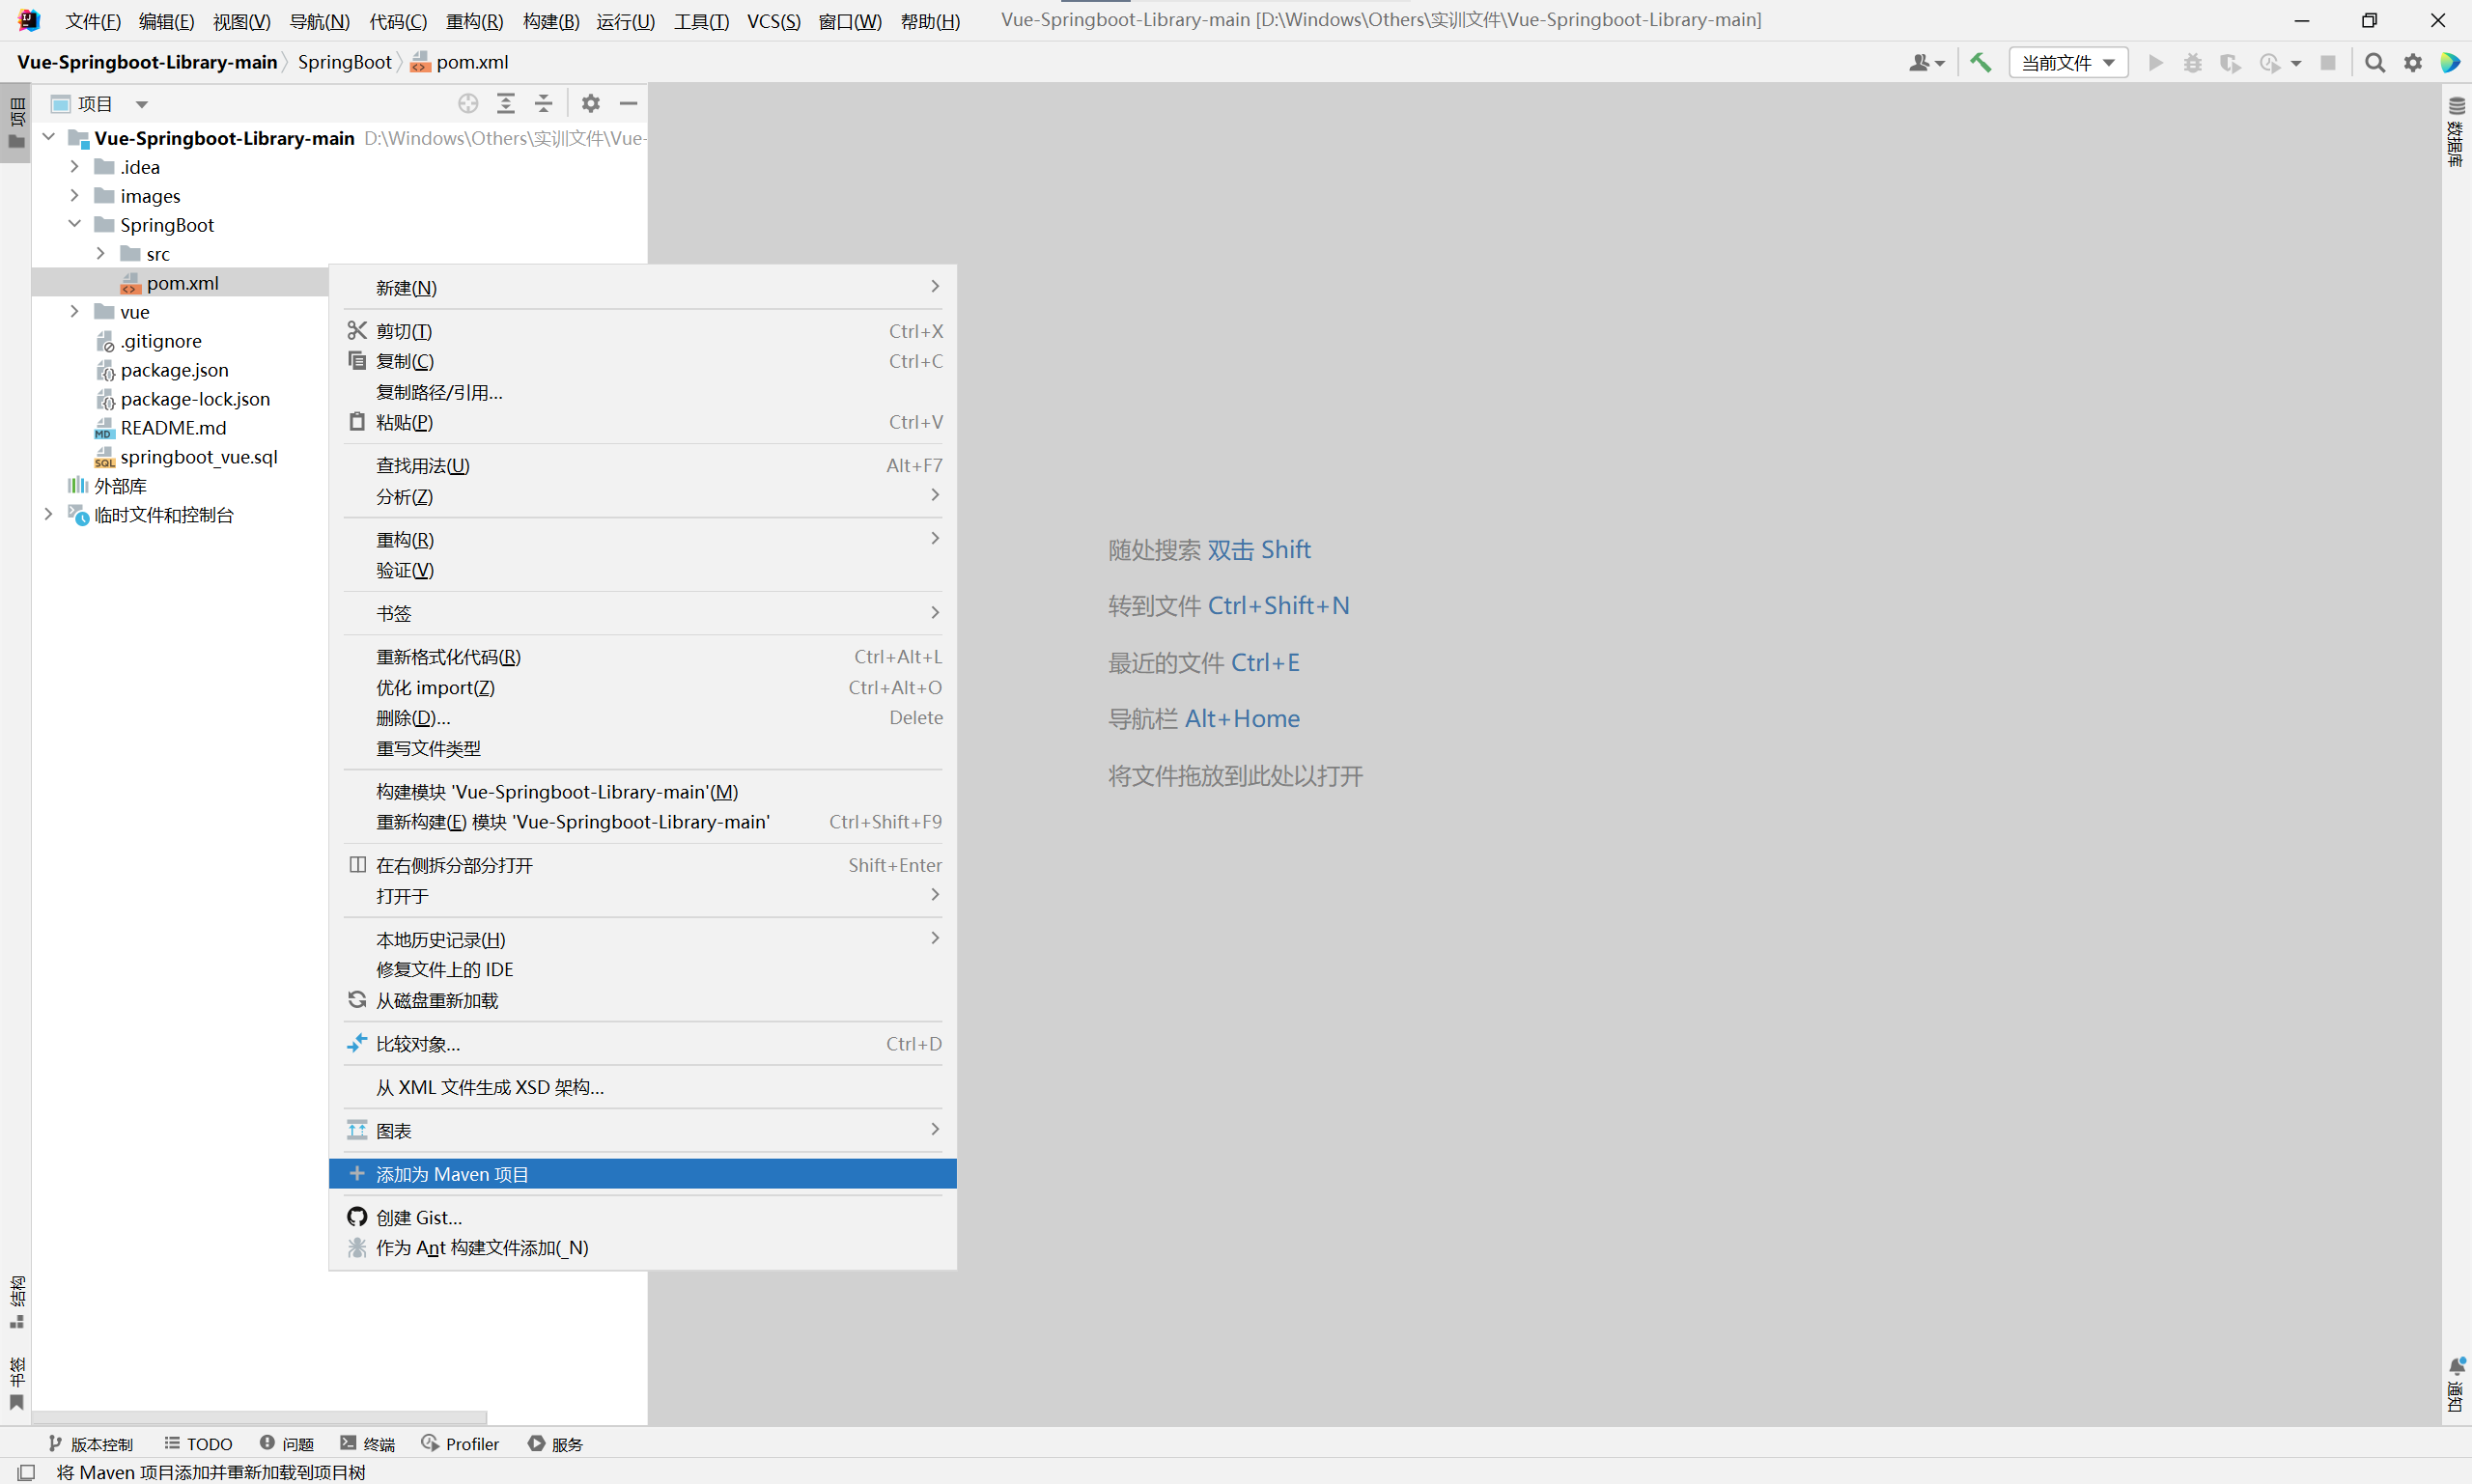 文件(F) 编辑(E) 视图(V) 导航(N) 代码(C) 重构(R) 构建(B) 运行(U) 工具(T) VCS(S) 窗口(W) 帮助(H) Vue-Springboot-Library-main [D:\Windows\Others\实训文件\Vue-Springboot-Library-main]
Vue-Springboot-Library-main SpringBoot pom.xml 当前文件
项目
项目
Vue-Springboot-Library-main D:\Windows\Others\实训文件\Vue-
.idea
images
SpringBoot
src
pom.xml
vue
.gitignore
package.json
package-lock.json
README.md
springboot_vue.sql
外部库
临时文件和控制台
新建(N)
剪切(T) Ctrl+X
复制(C) Ctrl+C
复制路径/引用...
粘贴(P) Ctrl+V
查找用法(U) Alt+F7
分析(Z)
重构(R)
验证(V)
书签
重新格式化代码(R) Ctrl+Alt+L
优化 import(Z) Ctrl+Alt+O
删除(D)... Delete
重写文件类型
构建模块 'Vue-Springboot-Library-main'(M)
重新构建(E) 模块 'Vue-Springboot-Library-main' Ctrl+Shift+F9
在右侧拆分部分打开 Shift+Enter
打开于
本地历史记录(H)
修复文件上的 IDE
从磁盘重新加载
比较对象... Ctrl+D
从 XML 文件生成 XSD 架构...
图表
添加为 Maven 项目
创建 Gist...
作为 Ant 构建文件添加(_N)
随处搜索 双击 Shift
转到文件 Ctrl+Shift+N
最近的文件 Ctrl+E
导航栏 Alt+Home
将文件拖放到此处以打开
数据库
通知
结构
书签
版本控制 TODO 问题 终端 Profiler 服务
将 Maven 项目添加并重新加载到项目树